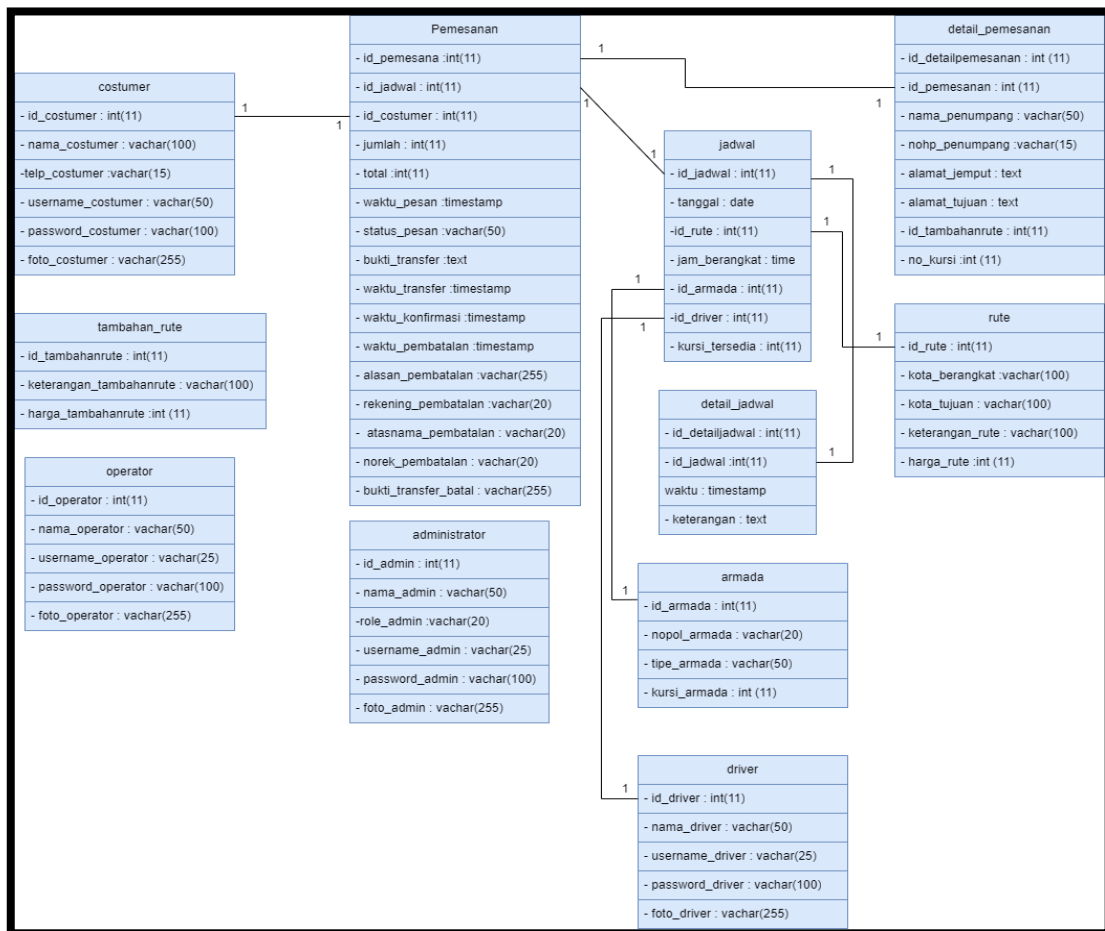 costumer
- id_costumer : int(11)
- nama_costumer : vachar(100)
-telp_costumer :vachar(15)
- username_costumer : vachar(50)
- password_costumer : vachar(100)
- foto_costumer : vachar(255)
1
1
tambahan_rute
- id_tambahanrute : int(11)
- keterangan_tambahanrute : vachar(100)
- harga_tambahanrute :int (11)
operator
- id_operator : int(11)
- nama_operator : vachar(50)
- username_operator : vachar(25)
- password_operator : vachar(100)
- foto_operator : vachar(255)
Pemesanan
- id_pemesana :int(11)
- id_jadwal : int(11)
- id_costumer : int(11)
- jumlah : int(11)
- total :int(11)
- waktu_pesan :timestamp
- status_pesan :vachar(50)
- bukti_transfer :text
- waktu_transfer :timestamp
- waktu_konfirmasi :timestamp
- waktu_pembatalan :timestamp
- alasan_pembatalan :vachar(255)
- rekening_pembatalan :vachar(20)
- atasnama_pembatalan : vachar(20)
- norek_pembatalan : vachar(20)
- bukti_transfer_batal : vachar(255)
administrator
- id_admin : int(11)
- nama_admin : vachar(50)
-role_admin :vachar(20)
- username_admin : vachar(25)
- password_admin : vachar(100)
- foto_admin : vachar(255)
1
1
1
1
jadwal
- id_jadwal : int(11)
- tanggal : date
-id_rute : int(11)
- jam_berangkat : time
- id_armada : int(11)
-id_driver : int(11)
- kursi_tersedia : int(11)
1
1
1
1
detail_jadwal
- id_detailjadwal : int(11)
- id_jadwal :int(11)
waktu : timestamp
- keterangan : text
1
armada
- id_armada : int(11)
- nopol_armada : vachar(20)
- tipe_armada : vachar(50)
- kursi_armada : int (11)
1
driver
- id_driver : int(11)
- nama_driver : vachar(50)
- username_driver : vachar(25)
- password_driver : vachar(100)
- foto_driver : vachar(255)
1
detail_pemesanan
- id_detailpemesanan : int (11)
- id_pemesanan : int (11)
- nama_penumpang : vachar(50)
- nohp_penumpang :vachar(15)
- alamat_jemput : text
- alamat_tujuan : text
- id_tambahanrute : int(11)
- no_kursi :int (11)
1
rute
- id_rute : int(11)
- kota_berangkat :vachar(100)
- kota_tujuan : vachar(100)
- keterangan_rute : vachar(100)
- harga_rute :int (11)